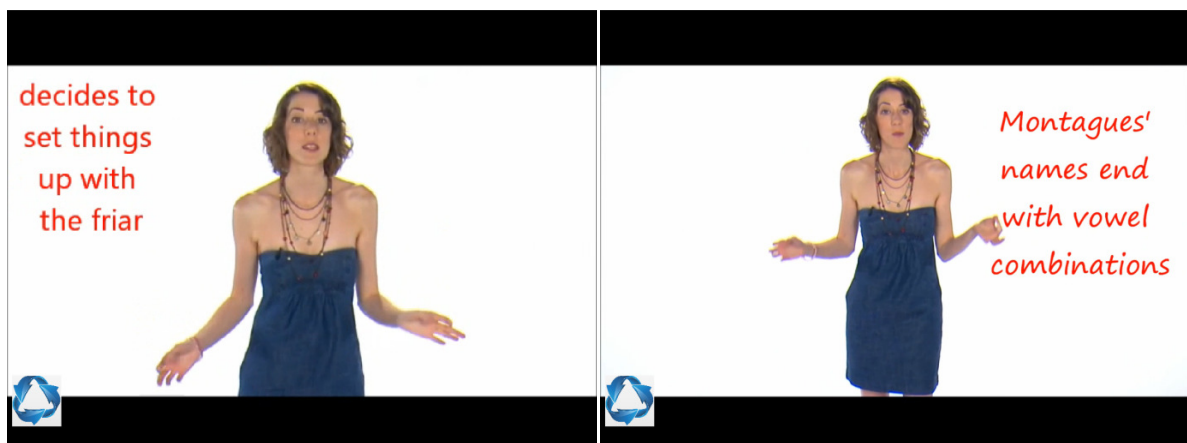 decides to
set things
up with
the friar
Montagues'
names end
with vowel
combinations